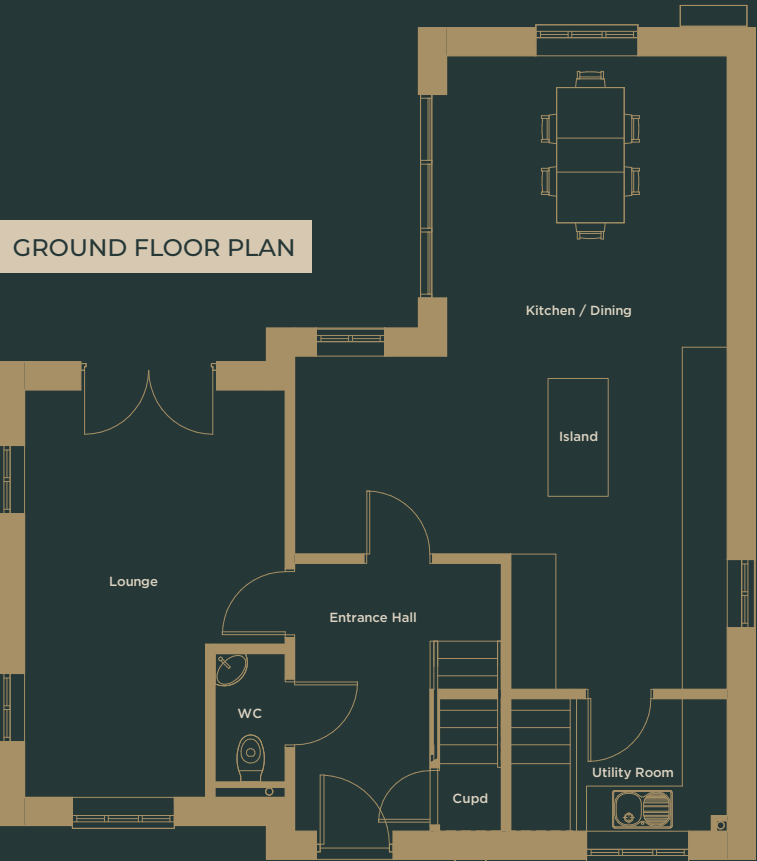 GROUND FLOOR PLAN
Kitchen / Dining
Island
Lounge
Entrance Hall
WC
Utility Room
Cupd